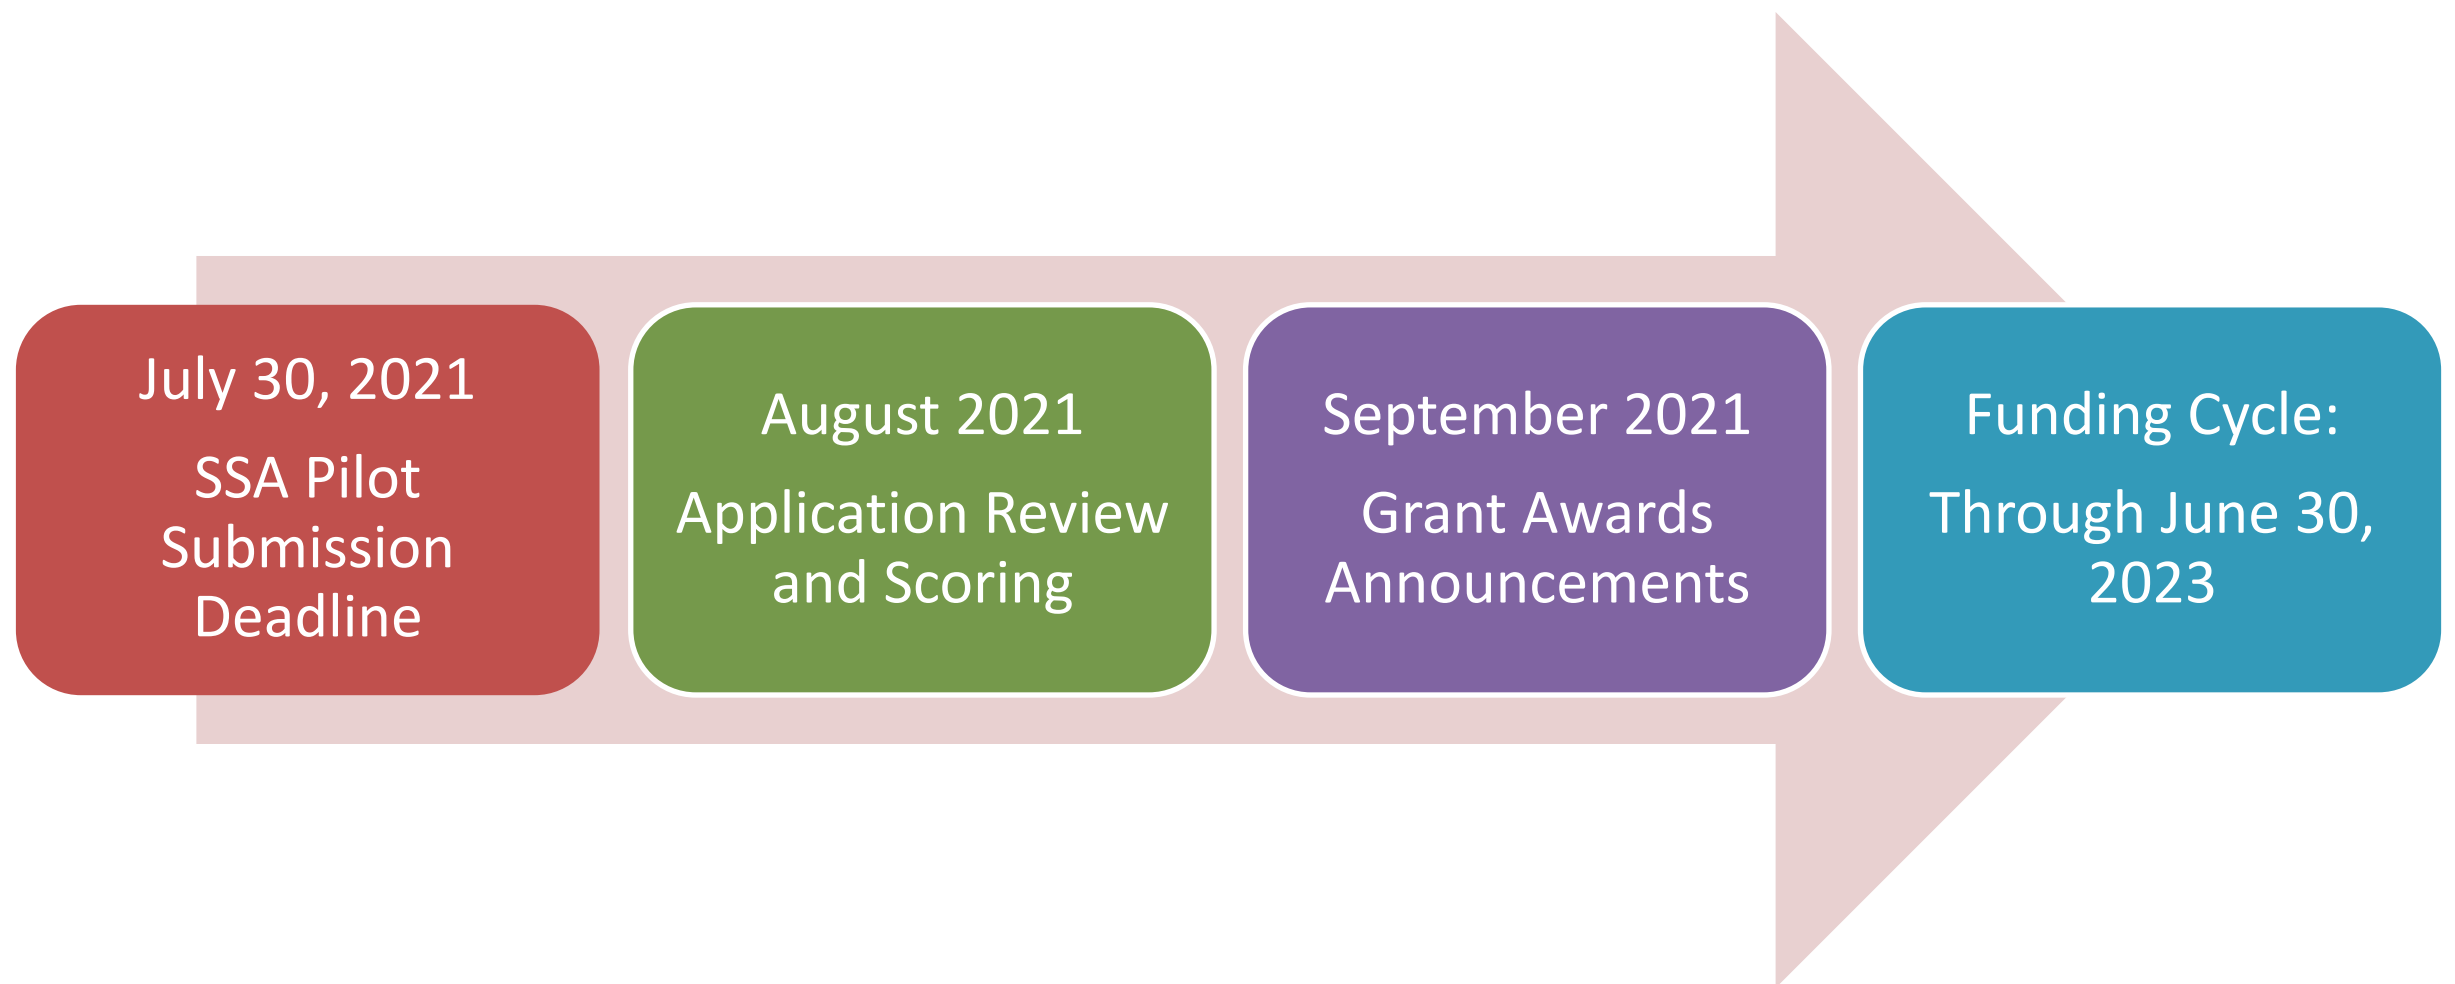 July 30, 2021
SSA Pilot
Submission
Deadline
August 2021
Application Review
and Scoring
September 2021
Grant Awards
Announcements
Funding Cycle:
Through June 30,
2023